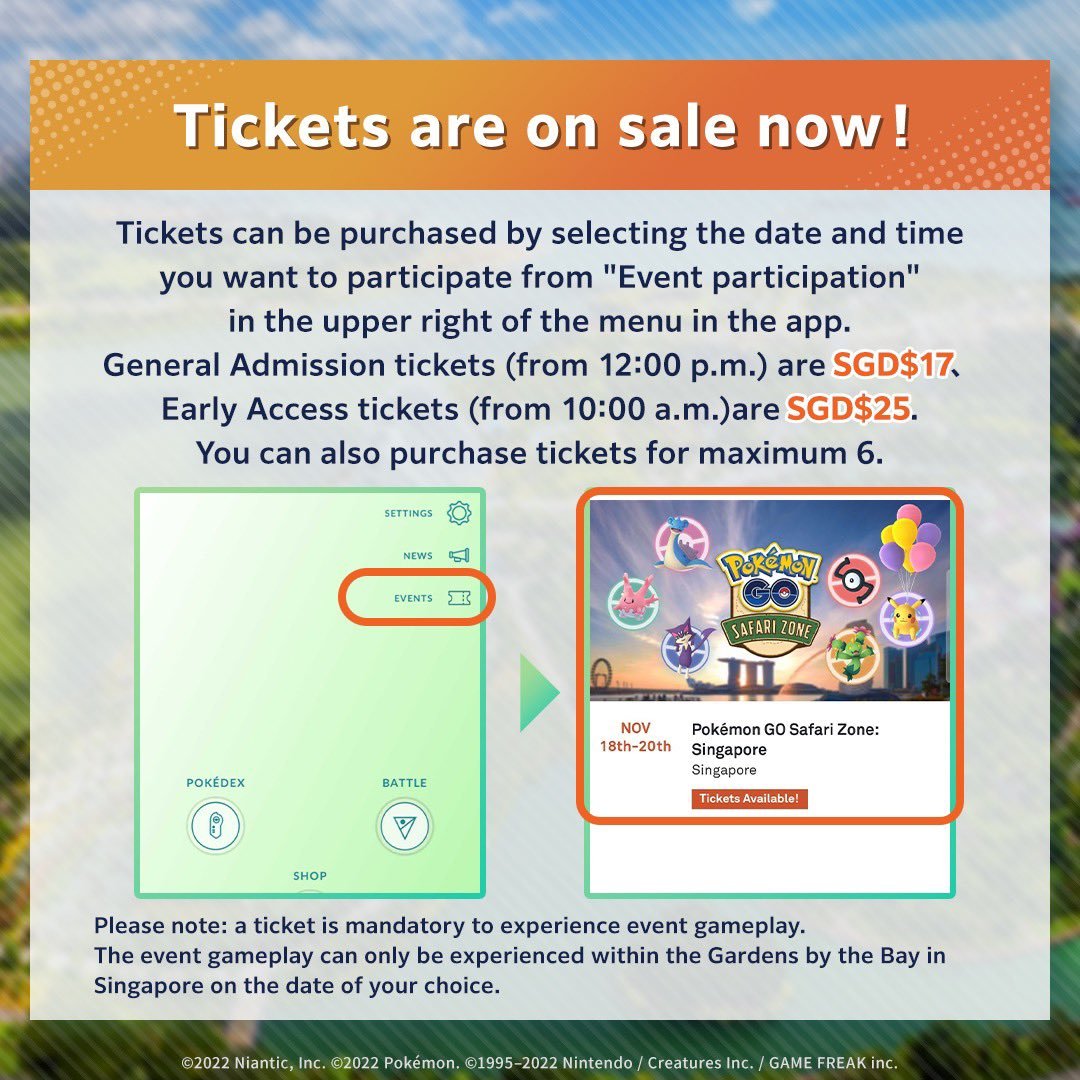 Tickets are on sale now!
Tickets can be purchased by selecting the date and time
you want to participate from "Event participation"
in the upper right of the menu in the app.
General Admission tickets (from 12:00 p.m.) are SGD$17、
Early Access tickets (from 10:00 a.m.)are SGD$25.
You can also purchase tickets for maximum 6.
SETTINGS
NEWS
EVENTS
POKÉDEX
BATTLE
SHOP
POKÉMON
GO
SAFARI ZONE
NOV
18th-20th
Pokémon GO Safari Zone:
Singapore
Singapore
Tickets Available!
Please note: a ticket is mandatory to experience event gameplay.
The event gameplay can only be experienced within the Gardens by the Bay in
Singapore on the date of your choice.
©2022 Niantic, Inc. ©2022 Pokémon. ©1995–2022 Nintendo / Creatures Inc. / GAME FREAK inc.